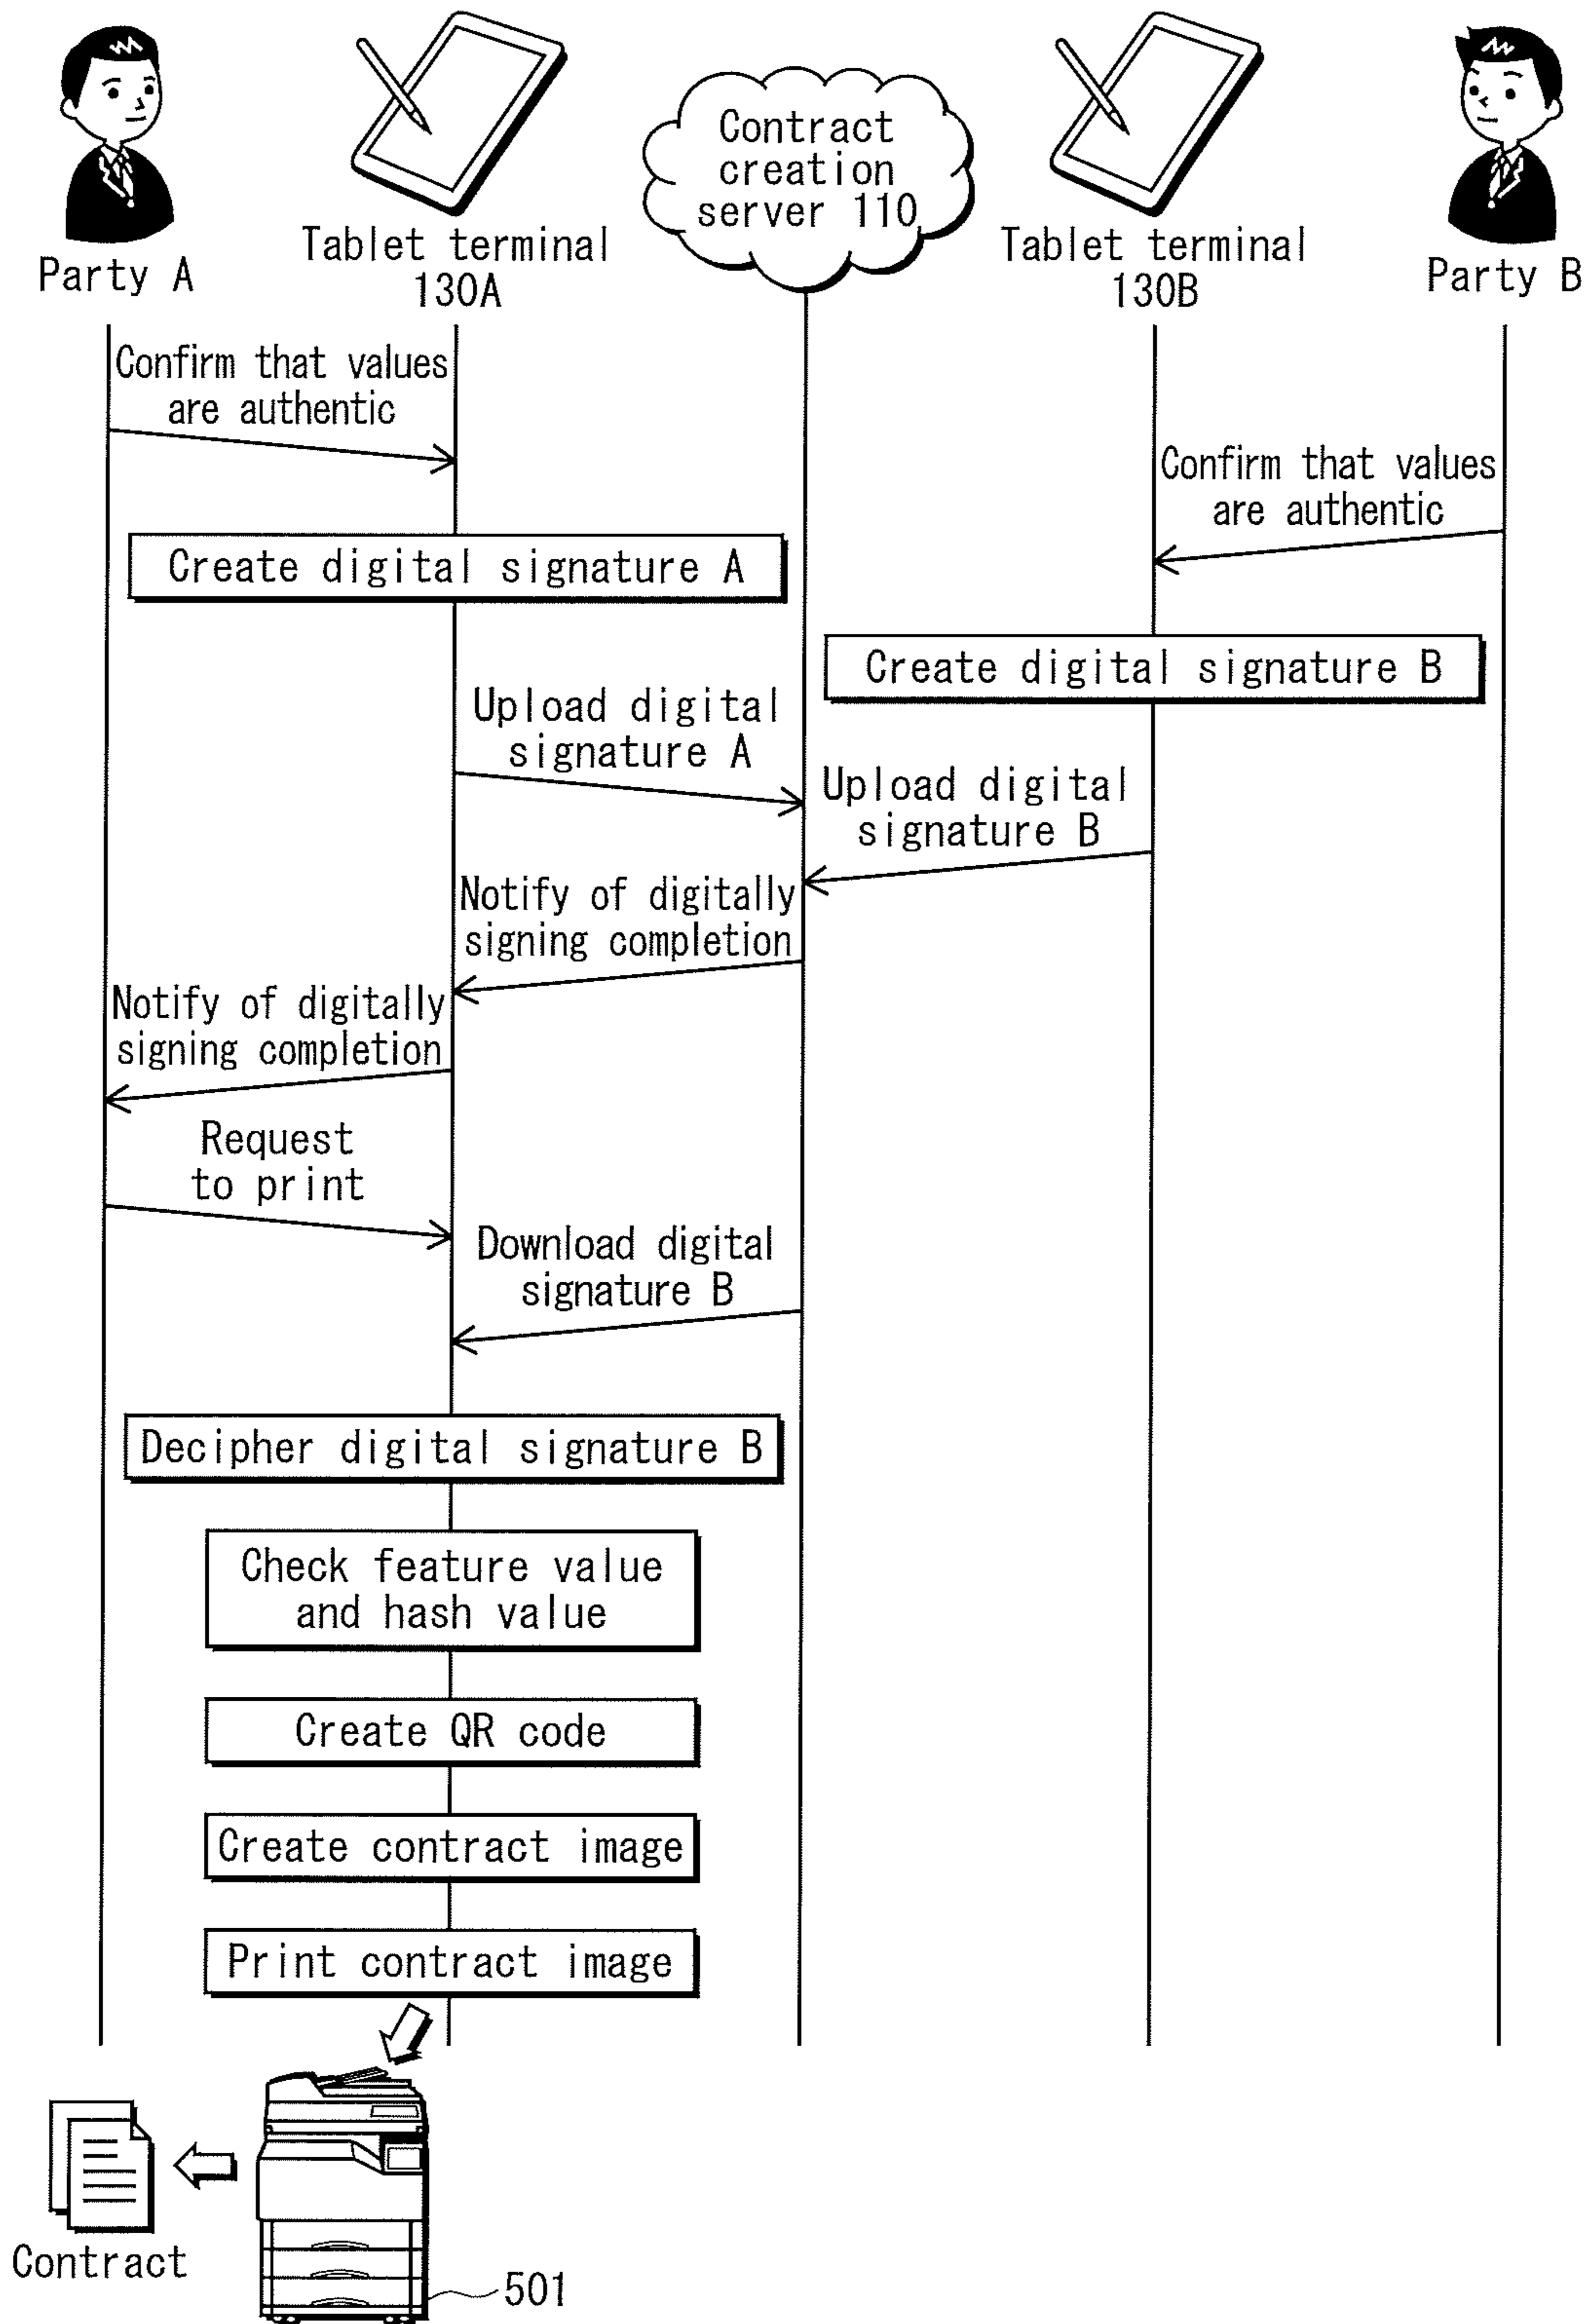 Contract
creation
server 110
Party A
Tablet terminal
130A
Tablet terminal
130B
Party B
Confirm that values
are authentic
Confirm that values
are authentic
Create digital signature A
Create digital signature B
Upload digital
signature A
Upload digital
signature B
Notify of digitally
signing completion
Notify of digitally
signing completion
Request
to print
Download digital
signature B
Decipher digital signature B
Check feature value
and hash value
Create QR code
Create contract image
Print contract image
Contract
501